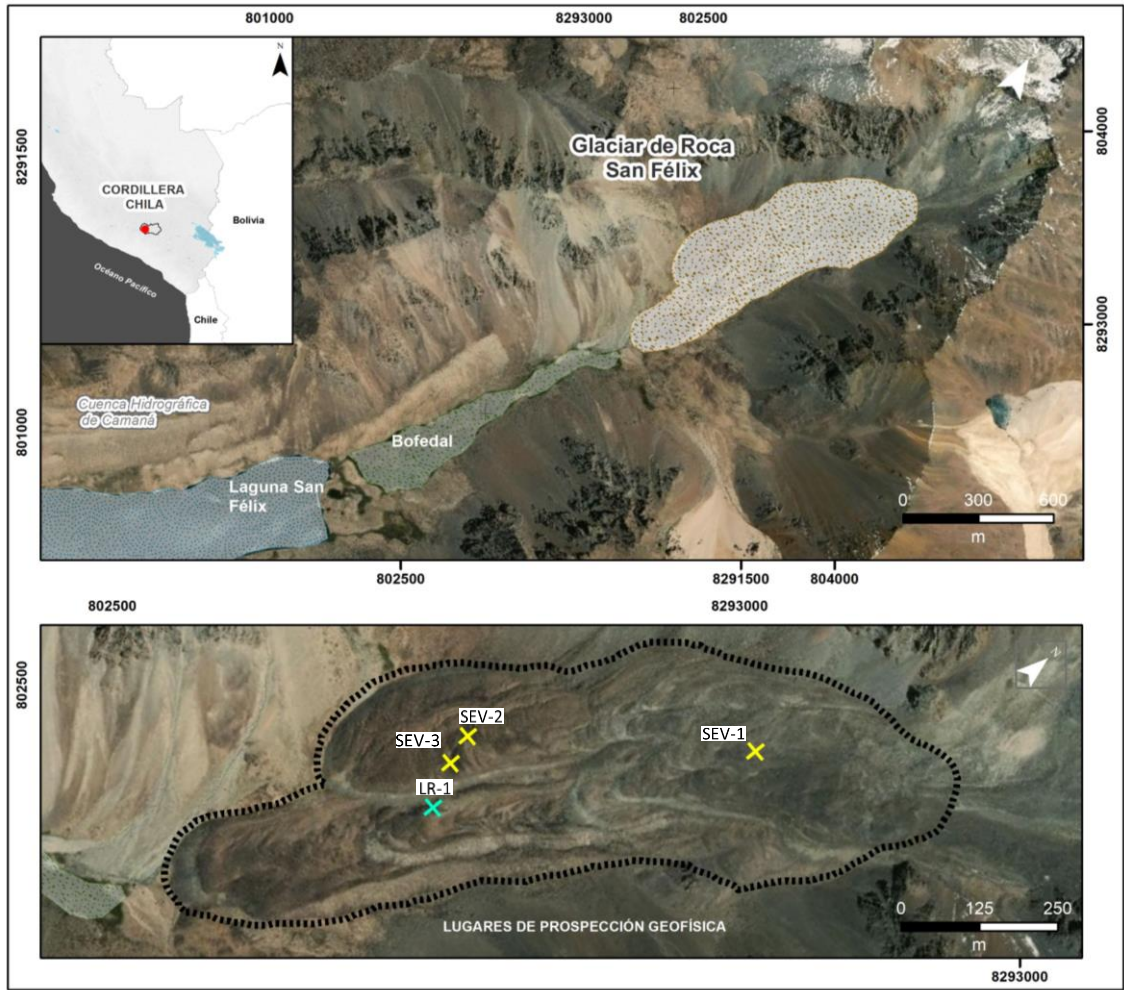 801000
8293000
802500
N
8291500
CORDILLERA
CHILA
Bolivia
Océano Pacífico
Chile
Glaciar de Roca
San Félix
804000
8293000
Cuenca Hidrográfica
de Camaná
801000
Bofedal
Laguna San
Félix
0 300 600
m
802500
8291500
804000
802500
8293000
802500
N
SEV-2
SEV-3
SEV-1
LR-1
LUGARES DE PROSPECCIÓN GEOFÍSICA
0 125 250
m
8293000